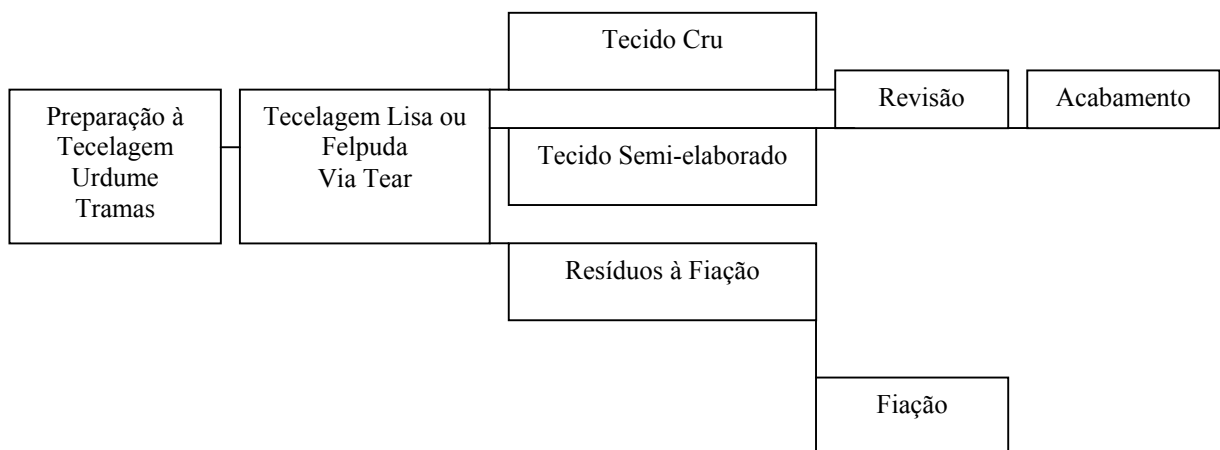 Tecido Cru
Revisão
Acabamento
Preparação à
Tecelagem
Urdume
Tramas
Tecelagem Lisa ou
Felpuda
Via Tear
Tecido Semi-elaborado
Resíduos à Fiação
Fiação